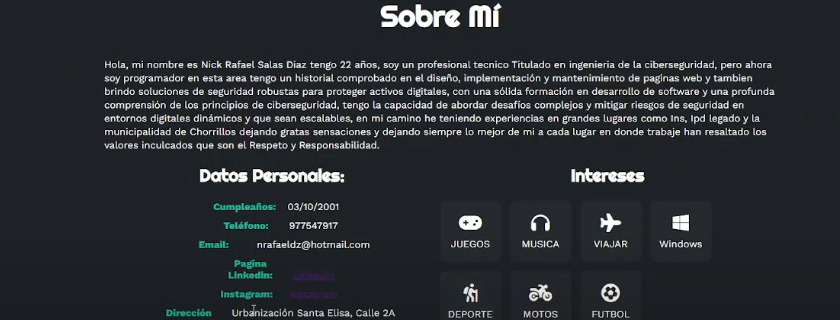 Sobre Mí
Hola, mi nombre es Nick Rafael Salas Diaz tengo 22 años, soy un profesional tecnico Titulado en ingenieria de la ciberseguridad, pero ahora
soy programador en esta area tengo un historial comprobado en el diseño, implementación y mantenimiento de paginas web y tambien
brindo soluciones de seguridad robustas para proteger activos digitales, con una sólida formación en desarrollo de software y una profunda
comprensión de los principios de ciberseguridad, tengo la capacidad de abordar desafíos complejos y mitigar riesgos de seguridad en
entornos digitales dinámicos y que sean escalables, en mi camino he teniendo experiencias en grandes lugares como Ins, Ipd legado y la
municipalidad de Chorrillos dejando gratas sensaciones y dejando siempre lo mejor de mi a cada lugar en donde trabaje han resaltado los
valores inculcados que son el Respeto y Responsabilidad.
Datos Personales:
Cumpleaños: 03/10/2001
Teléfono: 977547917
Email: nrafaeldz@hotmail.com
Pagina
Linkedin: Linkedin
Instagram: Instagram
Dirección Urbanización Santa Elisa, Calle 2A
Intereses
JUEGOS MUSICA VIAJAR Windows
DEPORTE MOTOS FUTBOL